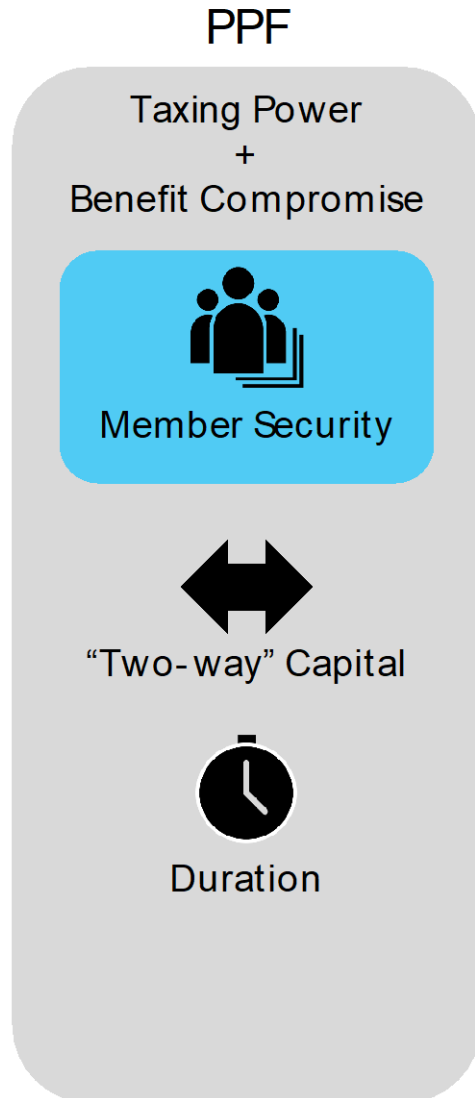 PPF
Taxing Power
+
Benefit Compromise
Member Security
“Two-way” Capital
Duration